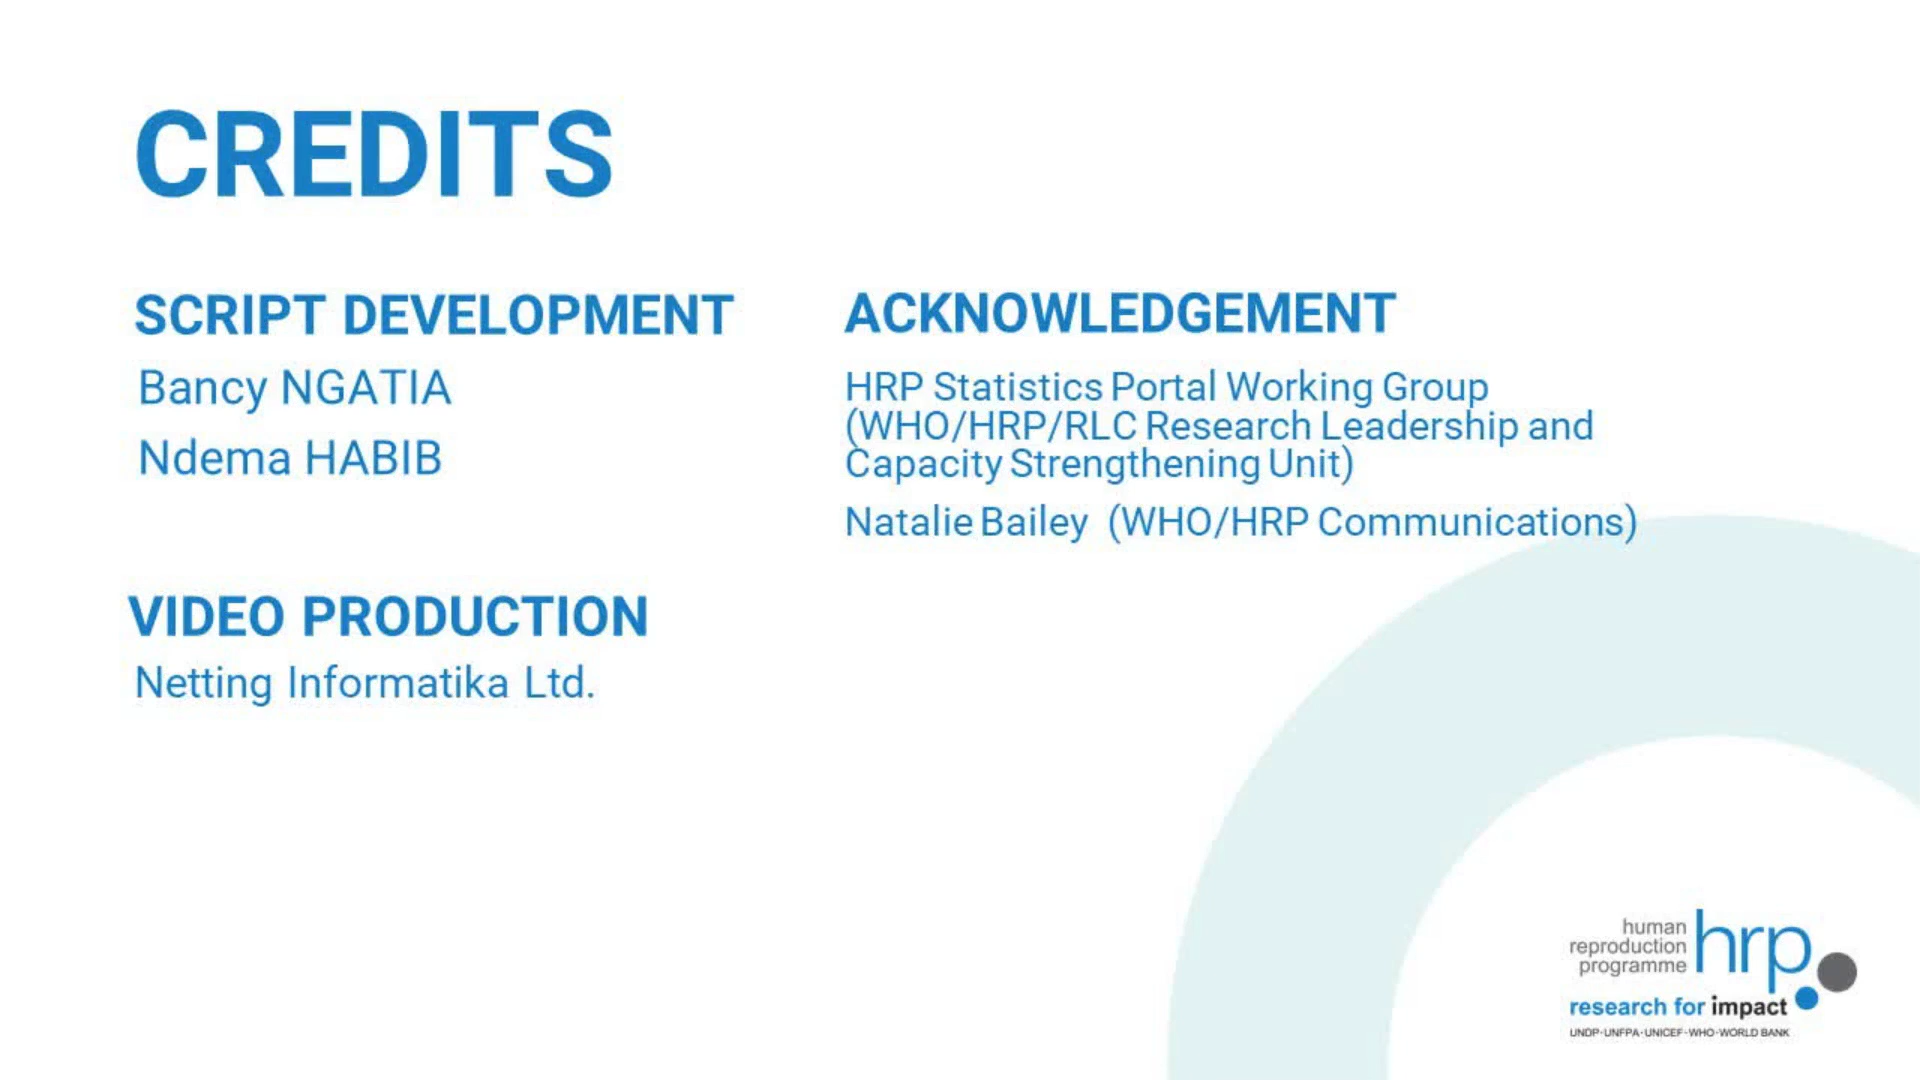 CREDITS
SCRIPT DEVELOPMENT
Bancy NGATIA
Ndema HABIB
VIDEO PRODUCTION
Netting Informatika Ltd.
ACKNOWLEDGEMENT
HRP Statistics Portal Working Group
(WHO/HRP/RLC Research Leadership and
Capacity Strengthening Unit)
Natalie Bailey (WHO/HRP Communications)
human
reproduction
programme
hrp
research for impact
UNDP·UNFPA·UNICEF·WHO·WORLD BANK